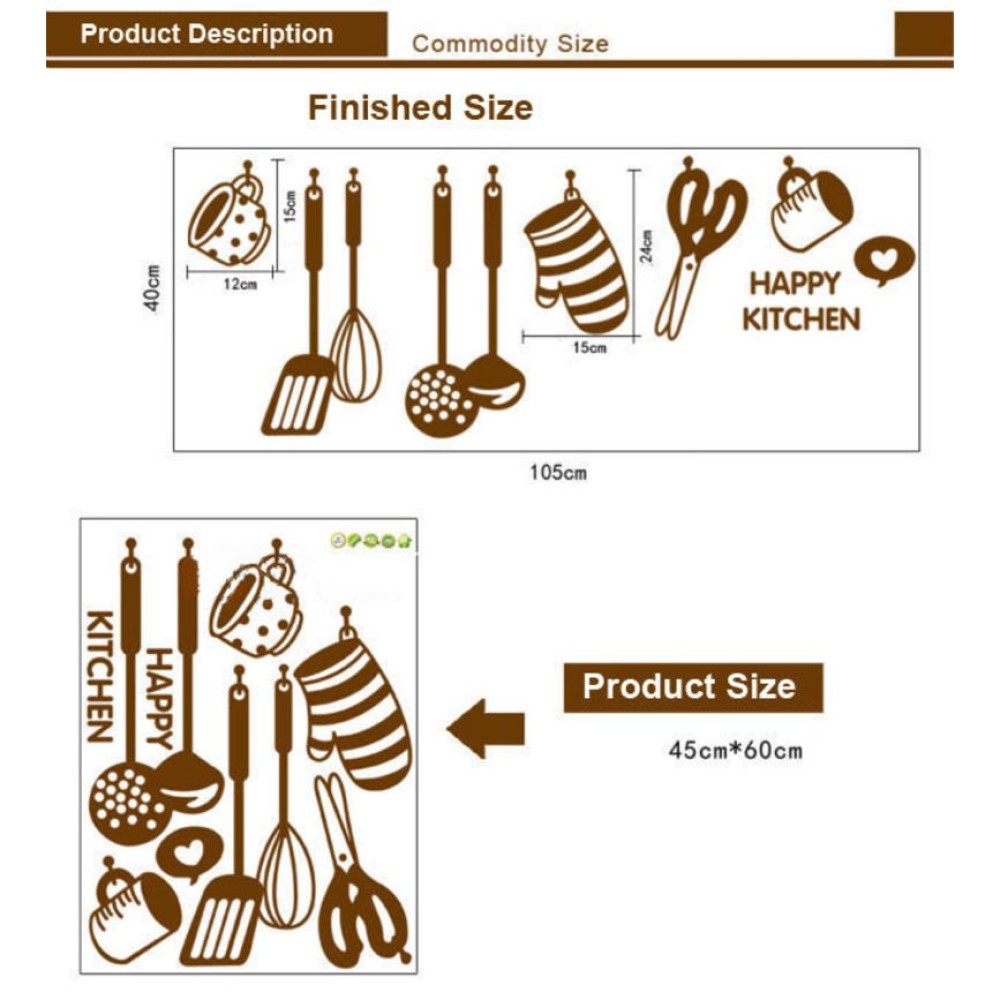 Product Description
Commodity Size
Finished Size
15cm
12cm
40cm
24cm
15cm
HAPPY
KITCHEN
105cm
KITCHEN
HAPPY
Product Size
45cm*60cm